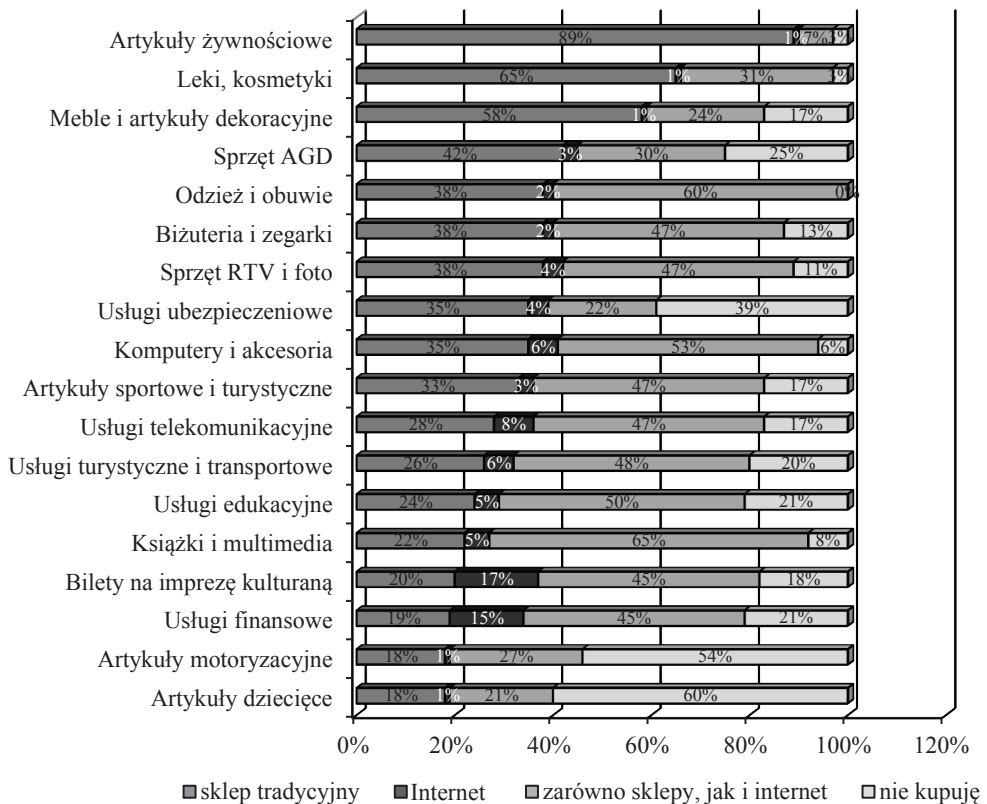 Artykuły żywnościowe 89% 1% 7% 3%
Leki, kosmetyki 65% 1% 31% 3%
Meble i artykuły dekoracyjne 58% 1% 24% 17%
Sprzęt AGD 42% 3% 30% 25%
Odzież i obuwie 38% 2% 60% 0%
Biżuteria i zegarki 38% 2% 47% 13%
Sprzęt RTV i foto 38% 4% 47% 11%
Usługi ubezpieczeniowe 35% 4% 22% 39%
Komputery i akcesoria 35% 6% 53% 6%
Artykuły sportowe i turystyczne 33% 3% 47% 17%
Usługi telekomunikacyjne 28% 8% 47% 17%
Usługi turystyczne i transportowe 26% 6% 48% 20%
Usługi edukacyjne 24% 5% 50% 21%
Książki i multimedia 22% 5% 65% 8%
Bilety na imprezę kulturaną 20% 17% 45% 18%
Usługi finansowe 19% 15% 45% 21%
Artykuły motoryzacyjne 18% 1% 27% 54%
Artykuły dziecięce 18% 1% 21% 60%
0% 20% 40% 60% 80% 100% 120%
sklep tradycyjny Internet zarówno sklepy, jak i internet nie kupuję